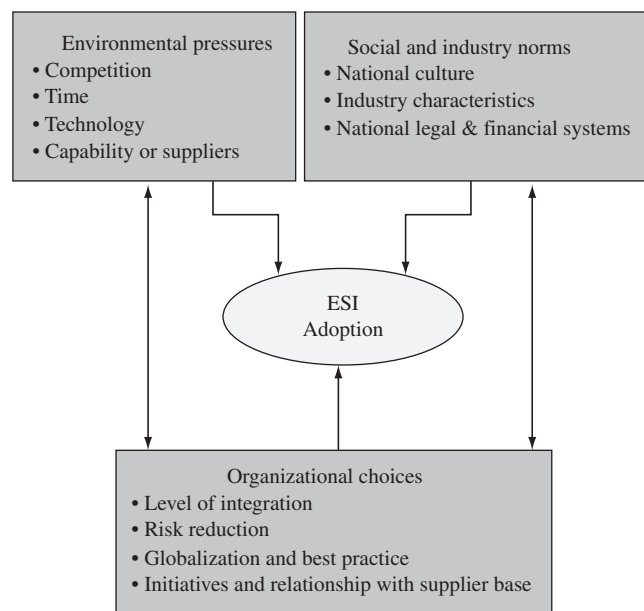 Environmental pressures
• Competition
• Time
• Technology
• Capability or suppliers
Social and industry norms
• National culture
• Industry characteristics
• National legal & financial systems
ESI
Adoption
Organizational choices
• Level of integration
• Risk reduction
• Globalization and best practice
• Initiatives and relationship with supplier base